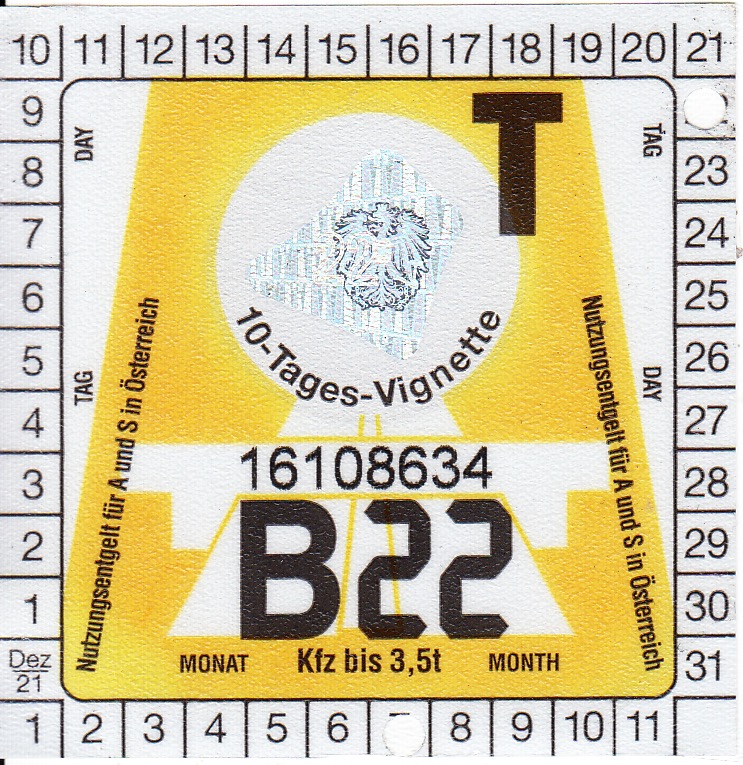 10 11 12 13 14 15 16 17 18 19 20 21
9
8
7
6
5
4
3
2
1
Dez
21
DAY
TAG
Nutzungsentgelt für A und S in Österreich
T
10-Tages-Vignette
16108634
B22
MONAT Kfz bis 3,5t MONTH
TAG
DAY
Nutzungsentgelt für A und S in Österreich
23
24
25
26
27
28
29
30
31
1 2 3 4 5 6 8 9 10 11